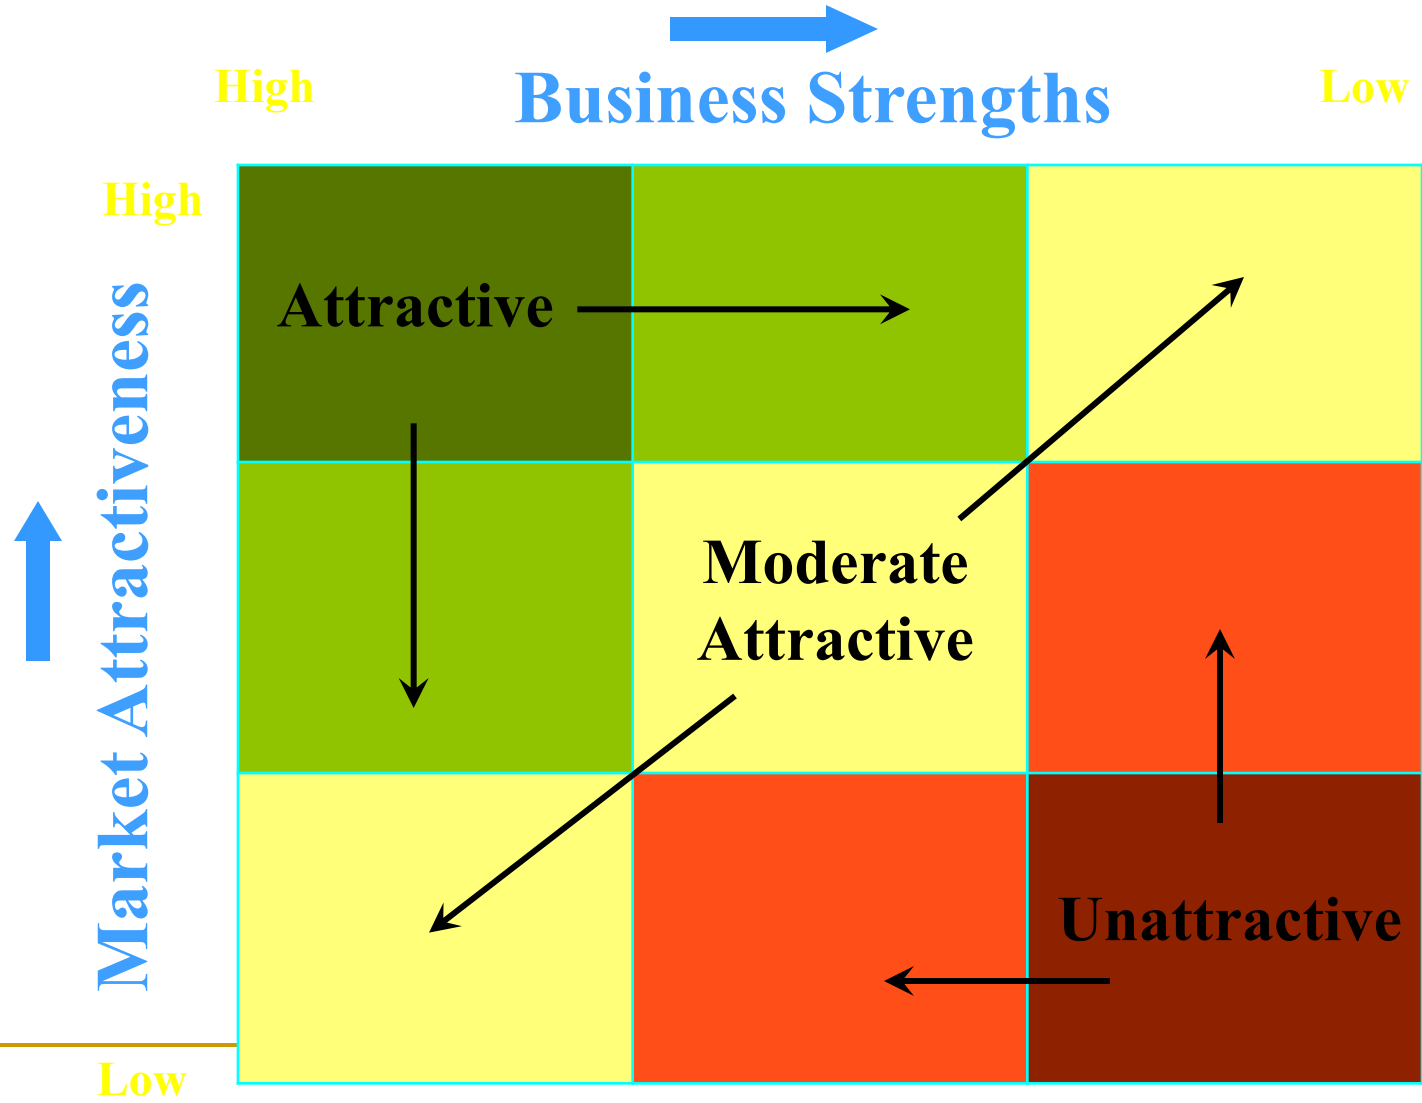 High
Business Strengths
Low
High
Market Attractiveness
Attractive
Moderate
Attractive
Unattractive
Low